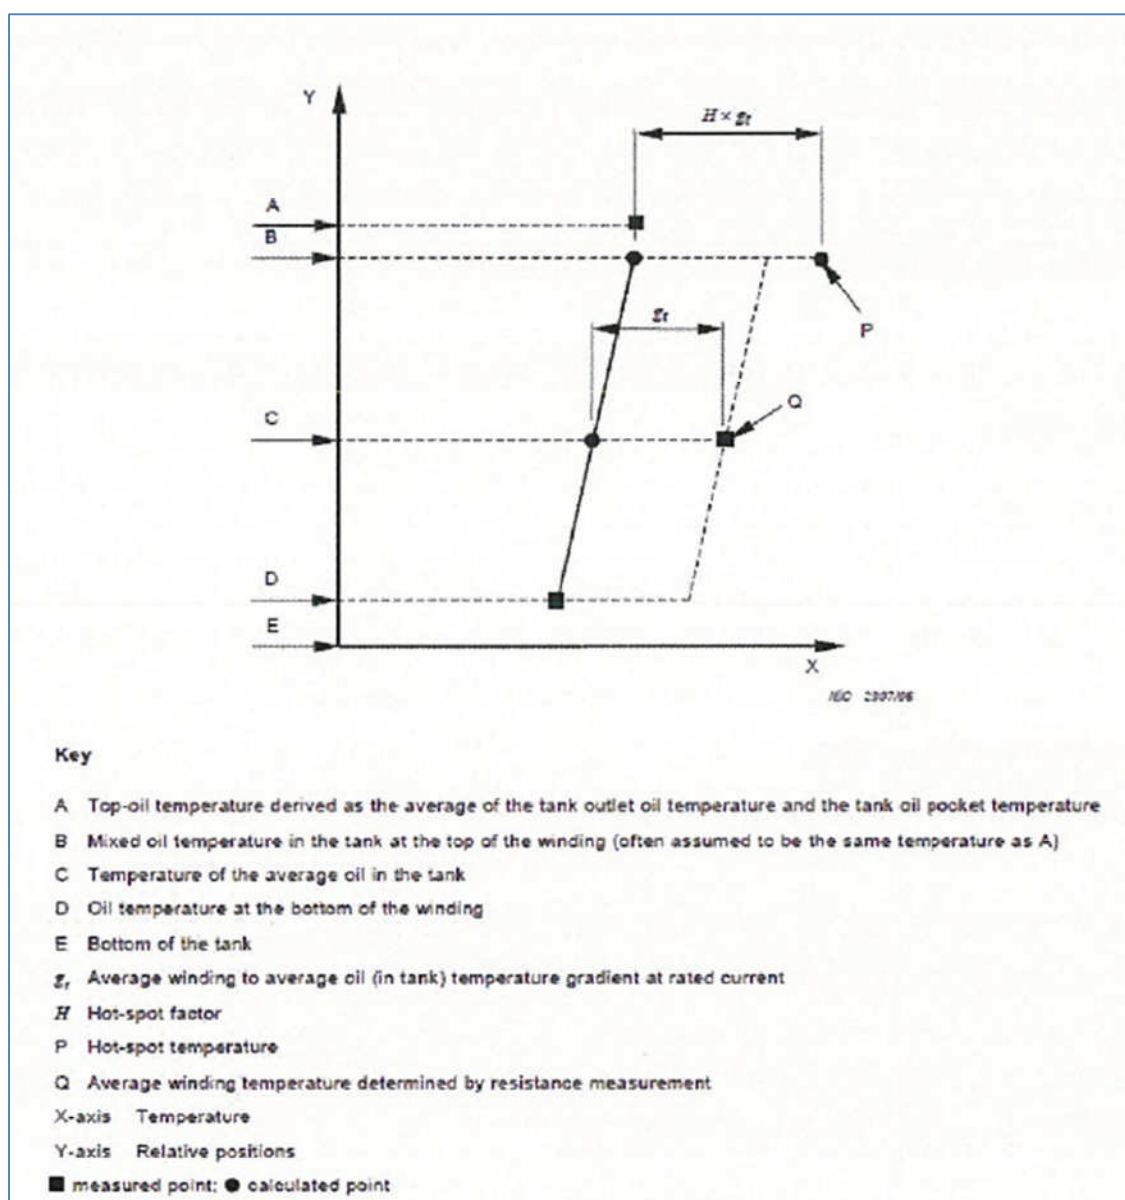 Y
H × gr
A
B
gr
P
Q
C
D
E
X
Key
A Top-oil temperature derived as the average of the tank outlet oil temperature and the tank oil pocket temperature
B Mixed oil temperature in the tank at the top of the winding (often assumed to be the same temperature as A)
C Temperature of the average oil in the tank
D Oil temperature at the bottom of the winding
E Bottom of the tank
gr Average winding to average oil (in tank) temperature gradient at rated current
H Hot-spot factor
P Hot-spot temperature
Q Average winding temperature determined by resistance measurement
X-axis Temperature
Y-axis Relative positions
■ measured point; ● calculated point